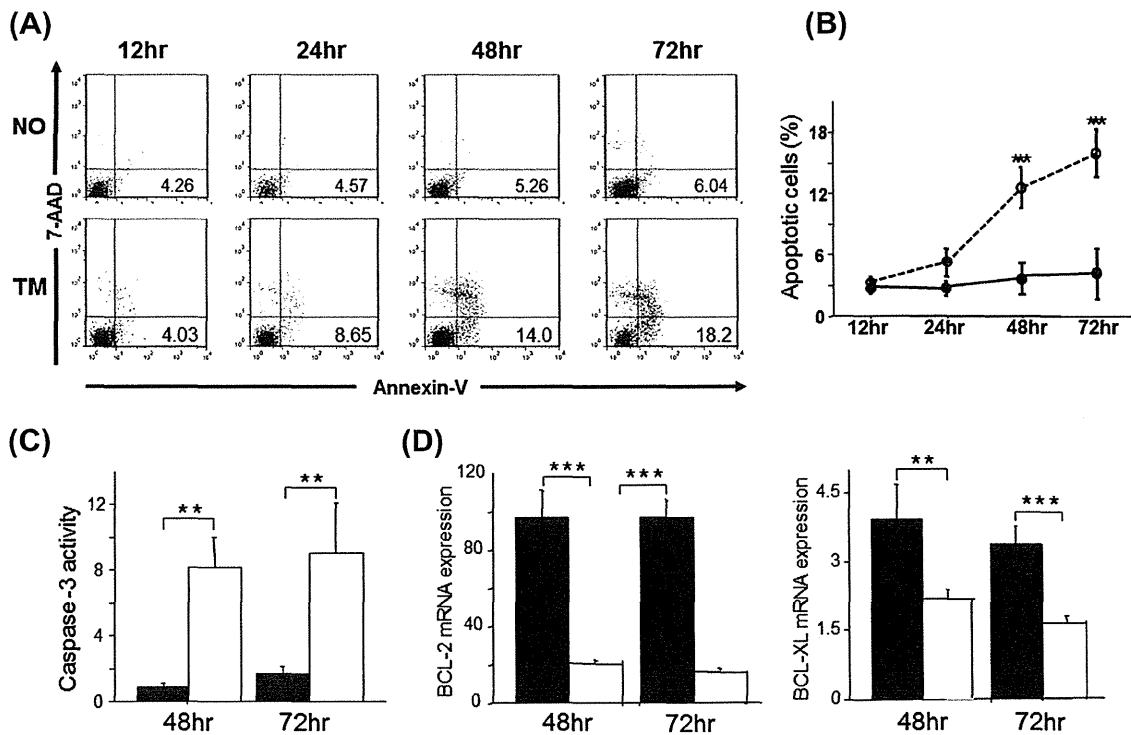 (A)
12hr 24hr 48hr 72hr
NO
4.26 4.57 5.26 6.04
7-AAD
TM
4.03 8.65 14.0 18.2
Annexin-V
(B)
Apoptotic cells (%)
18
12
6
0
** **
12hr 24hr 48hr 72hr
(C)
Caspase -3 activity
12
8
4
0
** **
48hr 72hr
(D)
BCL-2 mRNA expression
120
80
40
0
*** ***
48hr 72hr
BCL-XL mRNA expression
4.5
3
1.5
0
** ***
48hr 72hr